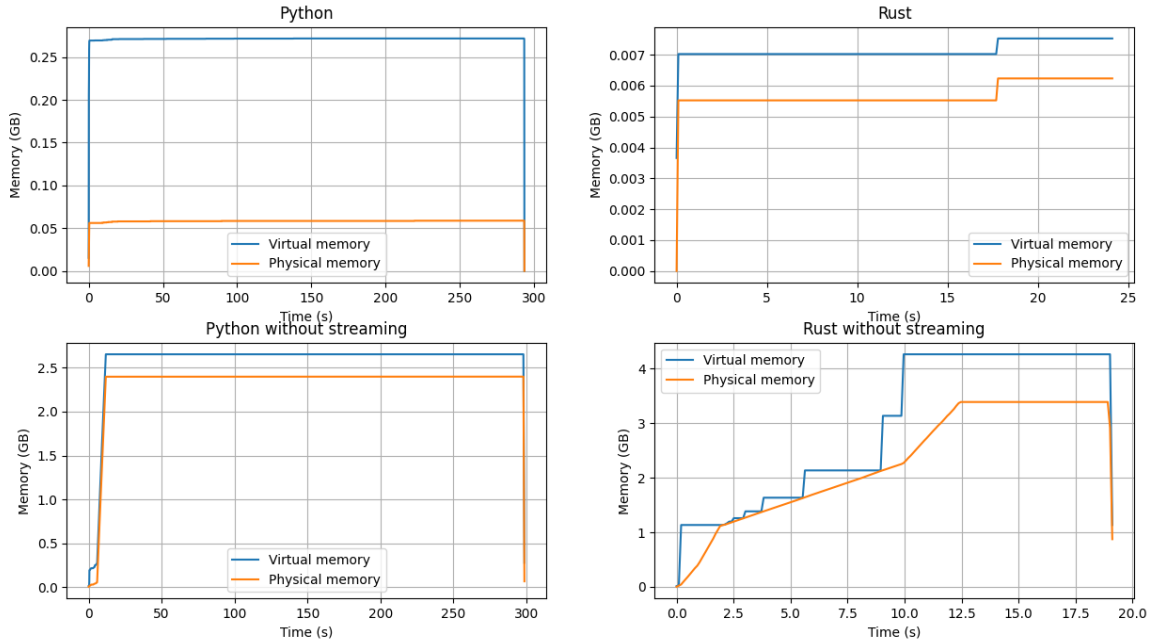 Python
Memory (GB)
0.25
0.20
0.15
0.10
0.05
0.00
Virtual memory
Physical memory
0 50 100 150 200 250 300
Time (s)
Rust
Memory (GB)
0.007
0.006
0.005
0.004
0.003
0.002
0.001
0.000
Virtual memory
Physical memory
0 5 10 15 20 25
Time (s)
Python without streaming
Memory (GB)
2.5
2.0
1.5
1.0
0.5
0.0
Virtual memory
Physical memory
0 50 100 150 200 250 300
Time (s)
Rust without streaming
Memory (GB)
Virtual memory
Physical memory
4
3
2
1
0
0.0 2.5 5.0 7.5 10.0 12.5 15.0 17.5 20.0
Time (s)